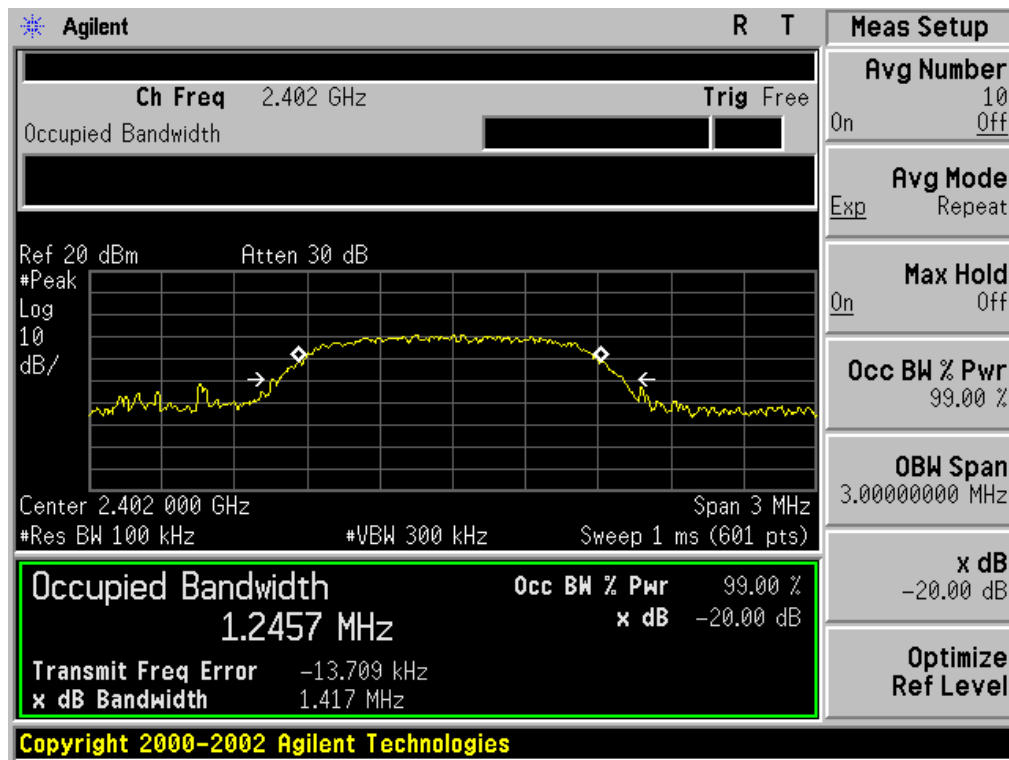 Agilent R T
Ch Freq 2.402 GHz Trig Free
Occupied Bandwidth
Ref 20 dBm Atten 30 dB
#Peak
Log
10
dB/
Center 2.402 000 GHz Span 3 MHz
#Res BW 100 kHz #VBW 300 kHz Sweep 1 ms (601 pts)
Occupied Bandwidth Occ BW % Pwr 99.00 %
1.2457 MHz x dB -20.00 dB
Transmit Freq Error -13.709 kHz
x dB Bandwidth 1.417 MHz
Copyright 2000-2002 Agilent Technologies
Meas Setup
Avg Number
10
On Off
Avg Mode
Exp Repeat
Max Hold
On Off
Occ BW % Pwr
99.00 %
OBW Span
3.00000000 MHz
x dB
-20.00 dB
Optimize
Ref Level